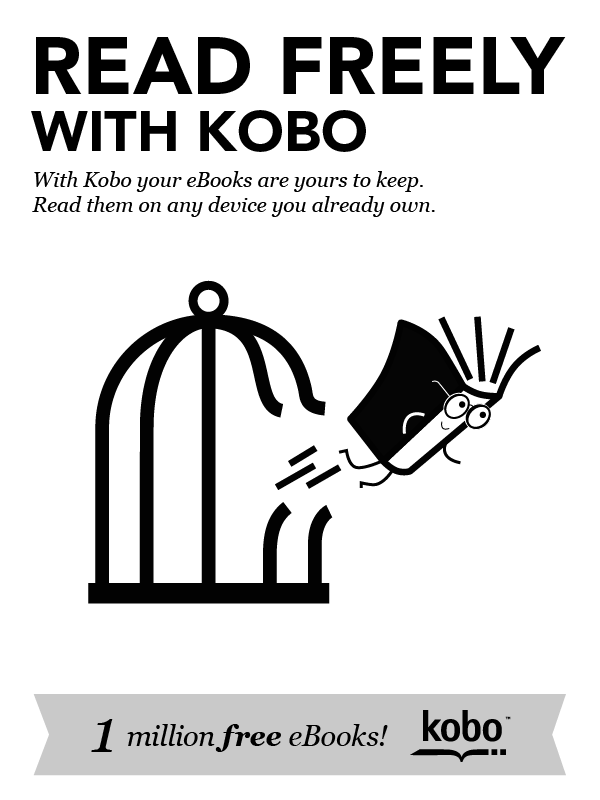 READ FREELY
WITH KOBO
With Kobo your eBooks are yours to keep.
Read them on any device you already own.
1 million free eBooks!
kobo™